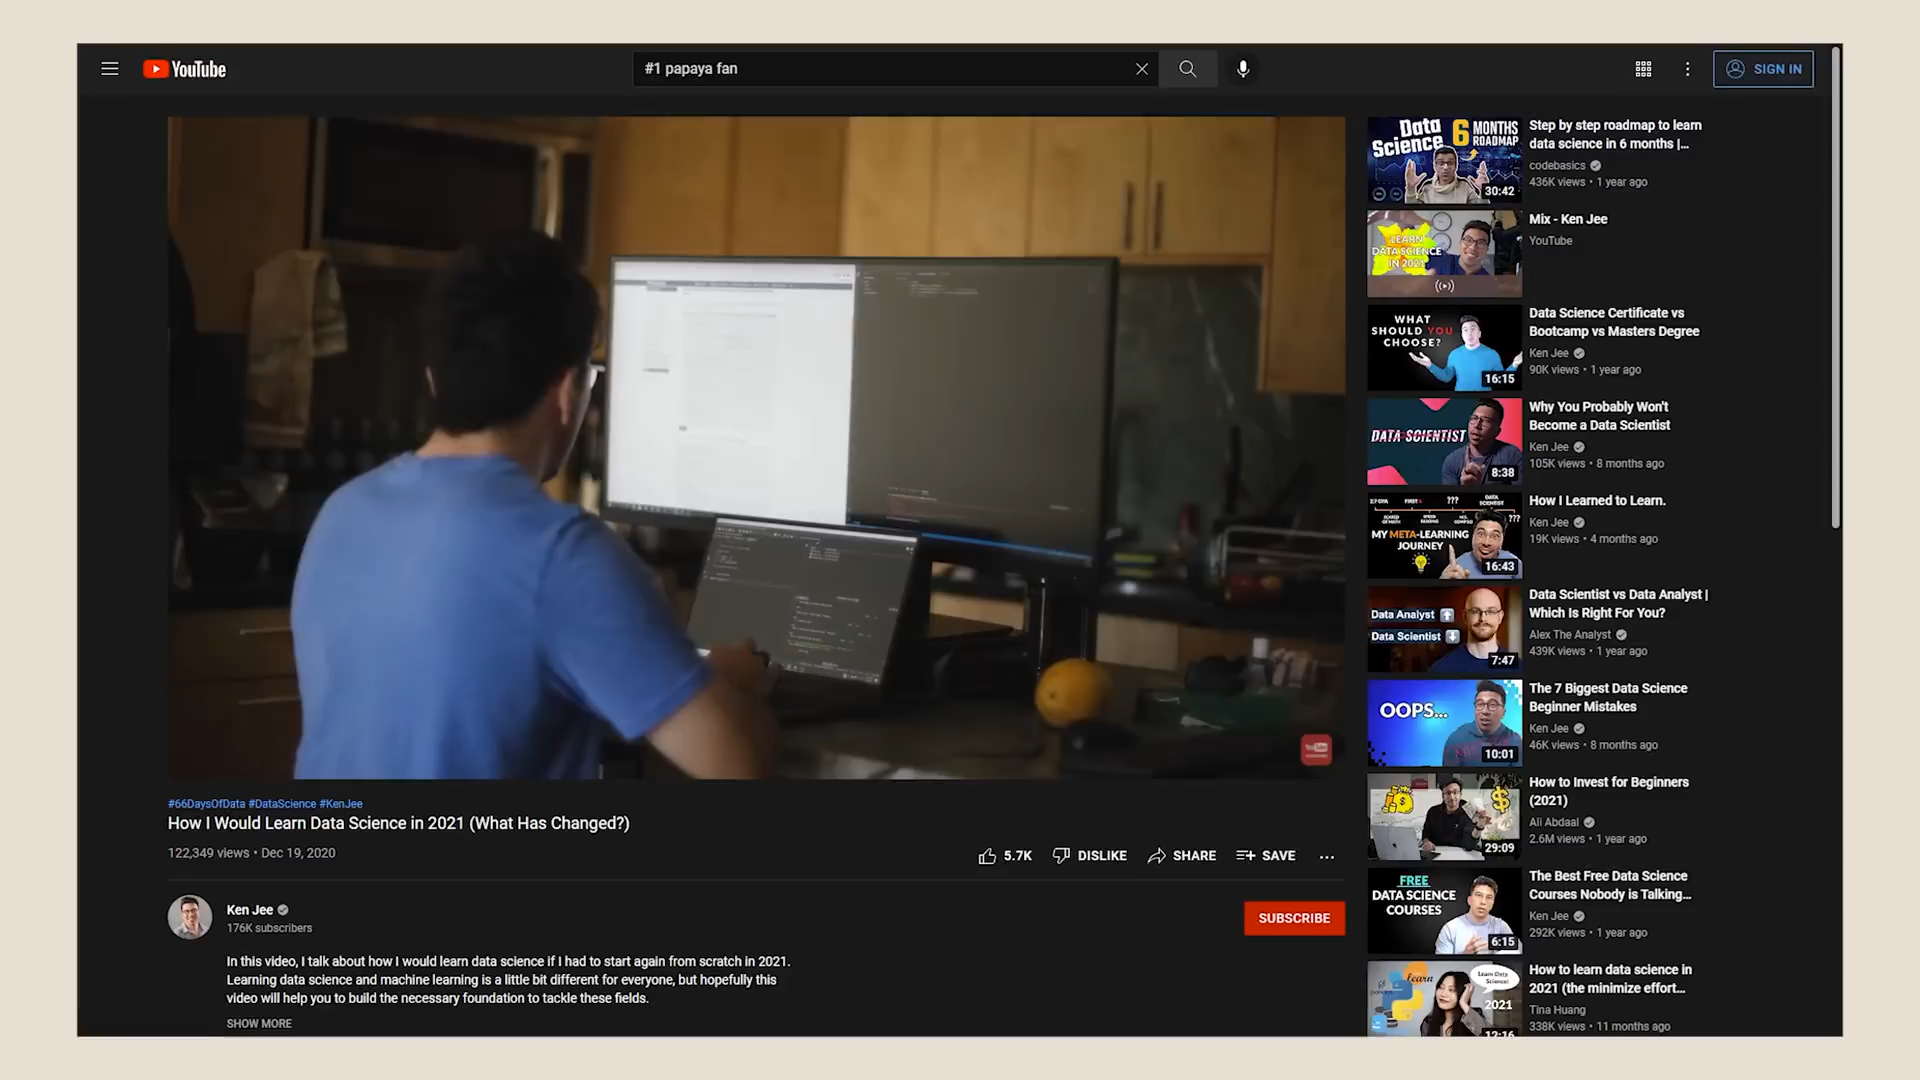 YouTube
#1 papaya fan
SIGN IN
#66DaysOfData #DataScience #KenJee
How I Would Learn Data Science in 2021 (What Has Changed?)
122,349 views • Dec 19, 2020
5.7K
DISLIKE
SHARE
SAVE
Ken Jee
176K subscribers
SUBSCRIBE
In this video, I talk about how I would learn data science if I had to start again from scratch in 2021.
Learning data science and machine learning is a little bit different for everyone, but hopefully this
video will help you to build the necessary foundation to tackle these fields.
SHOW MORE
Data
Science
6 MONTHS
ROADMAP
30:42
Step by step roadmap to learn
data science in 6 months |...
codebasics
436K views • 1 year ago
LEARN
DATA SCIENCE
IN 2021
Mix - Ken Jee
YouTube
WHAT
SHOULD YOU
CHOOSE?
16:15
Data Science Certificate vs
Bootcamp vs Masters Degree
Ken Jee
90K views • 1 year ago
DATA SCIENTIST
8:38
Why You Probably Won't
Become a Data Scientist
Ken Jee
105K views • 8 months ago
???
DATA
SCIENTIST
???
MY META-LEARNING
JOURNEY
16:43
How I Learned to Learn.
Ken Jee
19K views • 4 months ago
Data Analyst
Data Scientist
7:47
Data Scientist vs Data Analyst |
Which Is Right For You?
Alex The Analyst
439K views • 1 year ago
OOPS...
10:01
The 7 Biggest Data Science
Beginner Mistakes
Ken Jee
46K views • 8 months ago
29:09
How to Invest for Beginners
(2021)
Ali Abdaal
2.6M views • 1 year ago
FREE
DATA SCIENCE
COURSES
6:15
The Best Free Data Science
Courses Nobody is Talking...
Ken Jee
292K views • 1 year ago
learn
Learn Data
Science!
2021
12:16
How to learn data science in
2021 (the minimize effort...
Tina Huang
338K views • 11 months ago